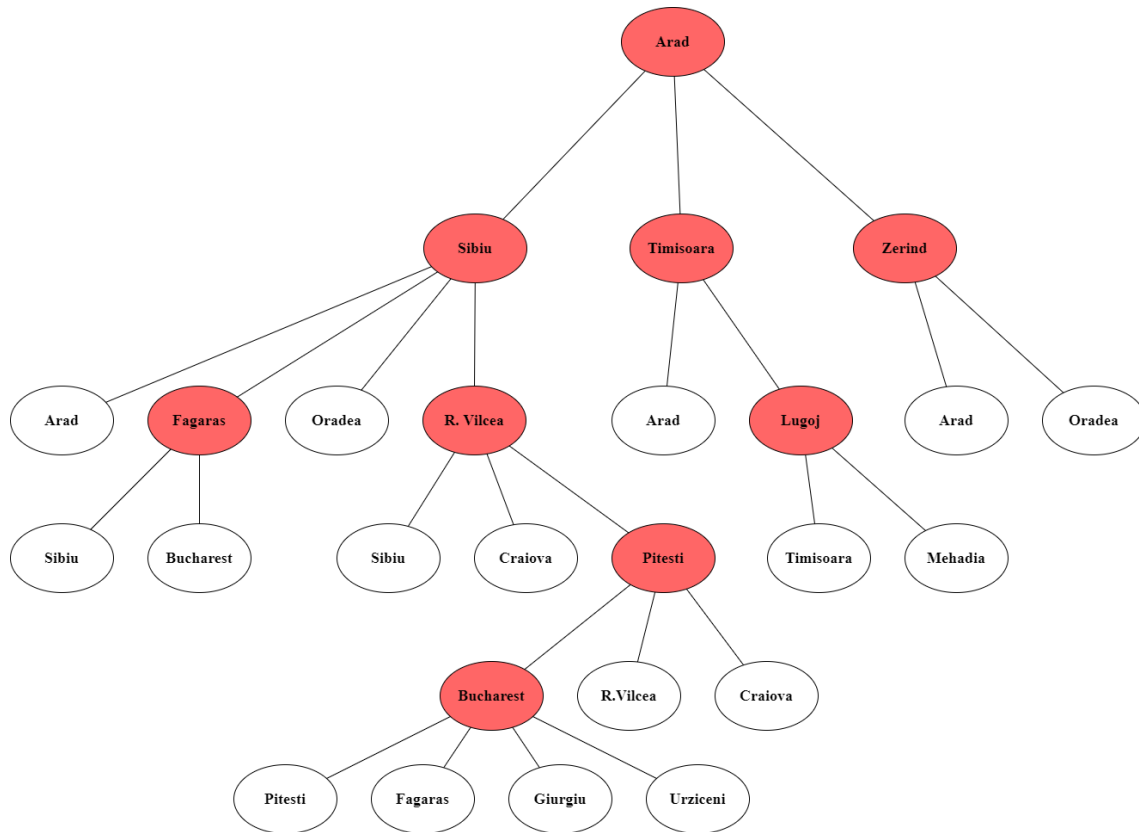 Arad
Sibiu
Timisoara
Zerind
Arad
Fagaras
Oradea
R. Vilcea
Arad
Lugoj
Arad
Oradea
Sibiu
Bucharest
Sibiu
Craiova
Pitesti
Timisoara
Mehadia
Bucharest
R.Vilcea
Craiova
Pitesti
Fagaras
Giurgiu
Urziceni